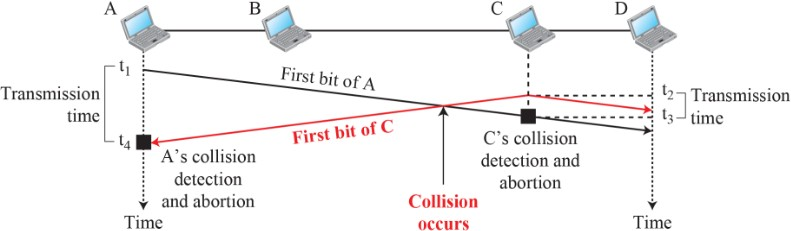 A
B
C
D
t1
First bit of A
t2
Transmission
time
Transmission
time
t3
First bit of C
t4
A's collision
detection
and abortion
C's collision
detection and
abortion
Collision
occurs
Time
Time